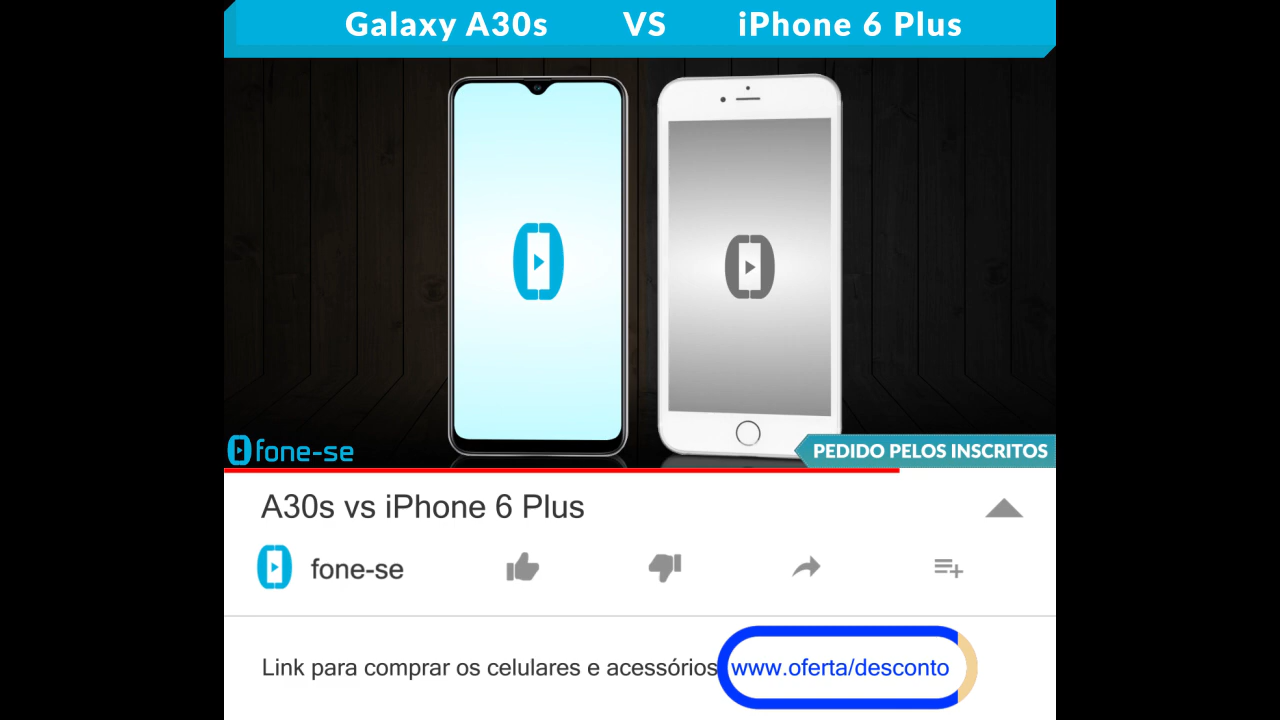 Galaxy A30s VS iPhone 6 Plus
fone-se
PEDIDO PELOS INSCRITOS
A30s vs iPhone 6 Plus
fone-se
Link para comprar os celulares e acessórios www.oferta/desconto